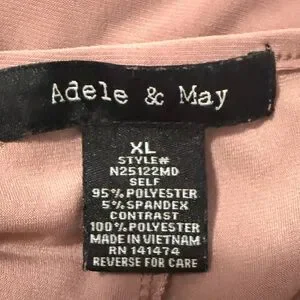 Adele & May
XL
STYLE#
N25122MD
SELF
95% POLYESTER
5% SPANDEX
CONTRAST
100% POLYESTER
MADE IN VIETNAM
RN 141474
REVERSE FOR CARE